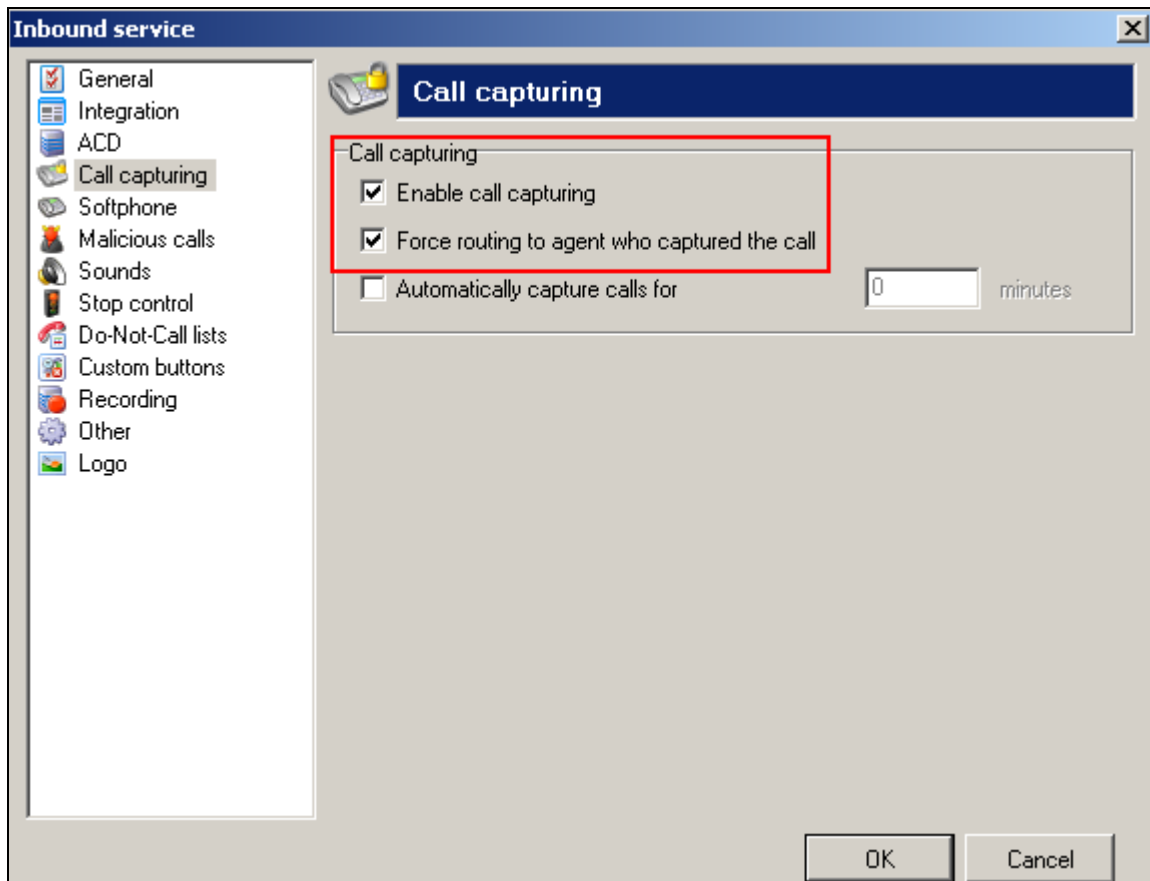 Inbound service
General
Integration
ACD
Call capturing
Softphone
Malicious calls
Sounds
Stop control
Do-Not-Call lists
Custom buttons
Recording
Other
Logo
Call capturing
Call capturing
Enable call capturing
Force routing to agent who captured the call
Automatically capture calls for 0 minutes
OK Cancel